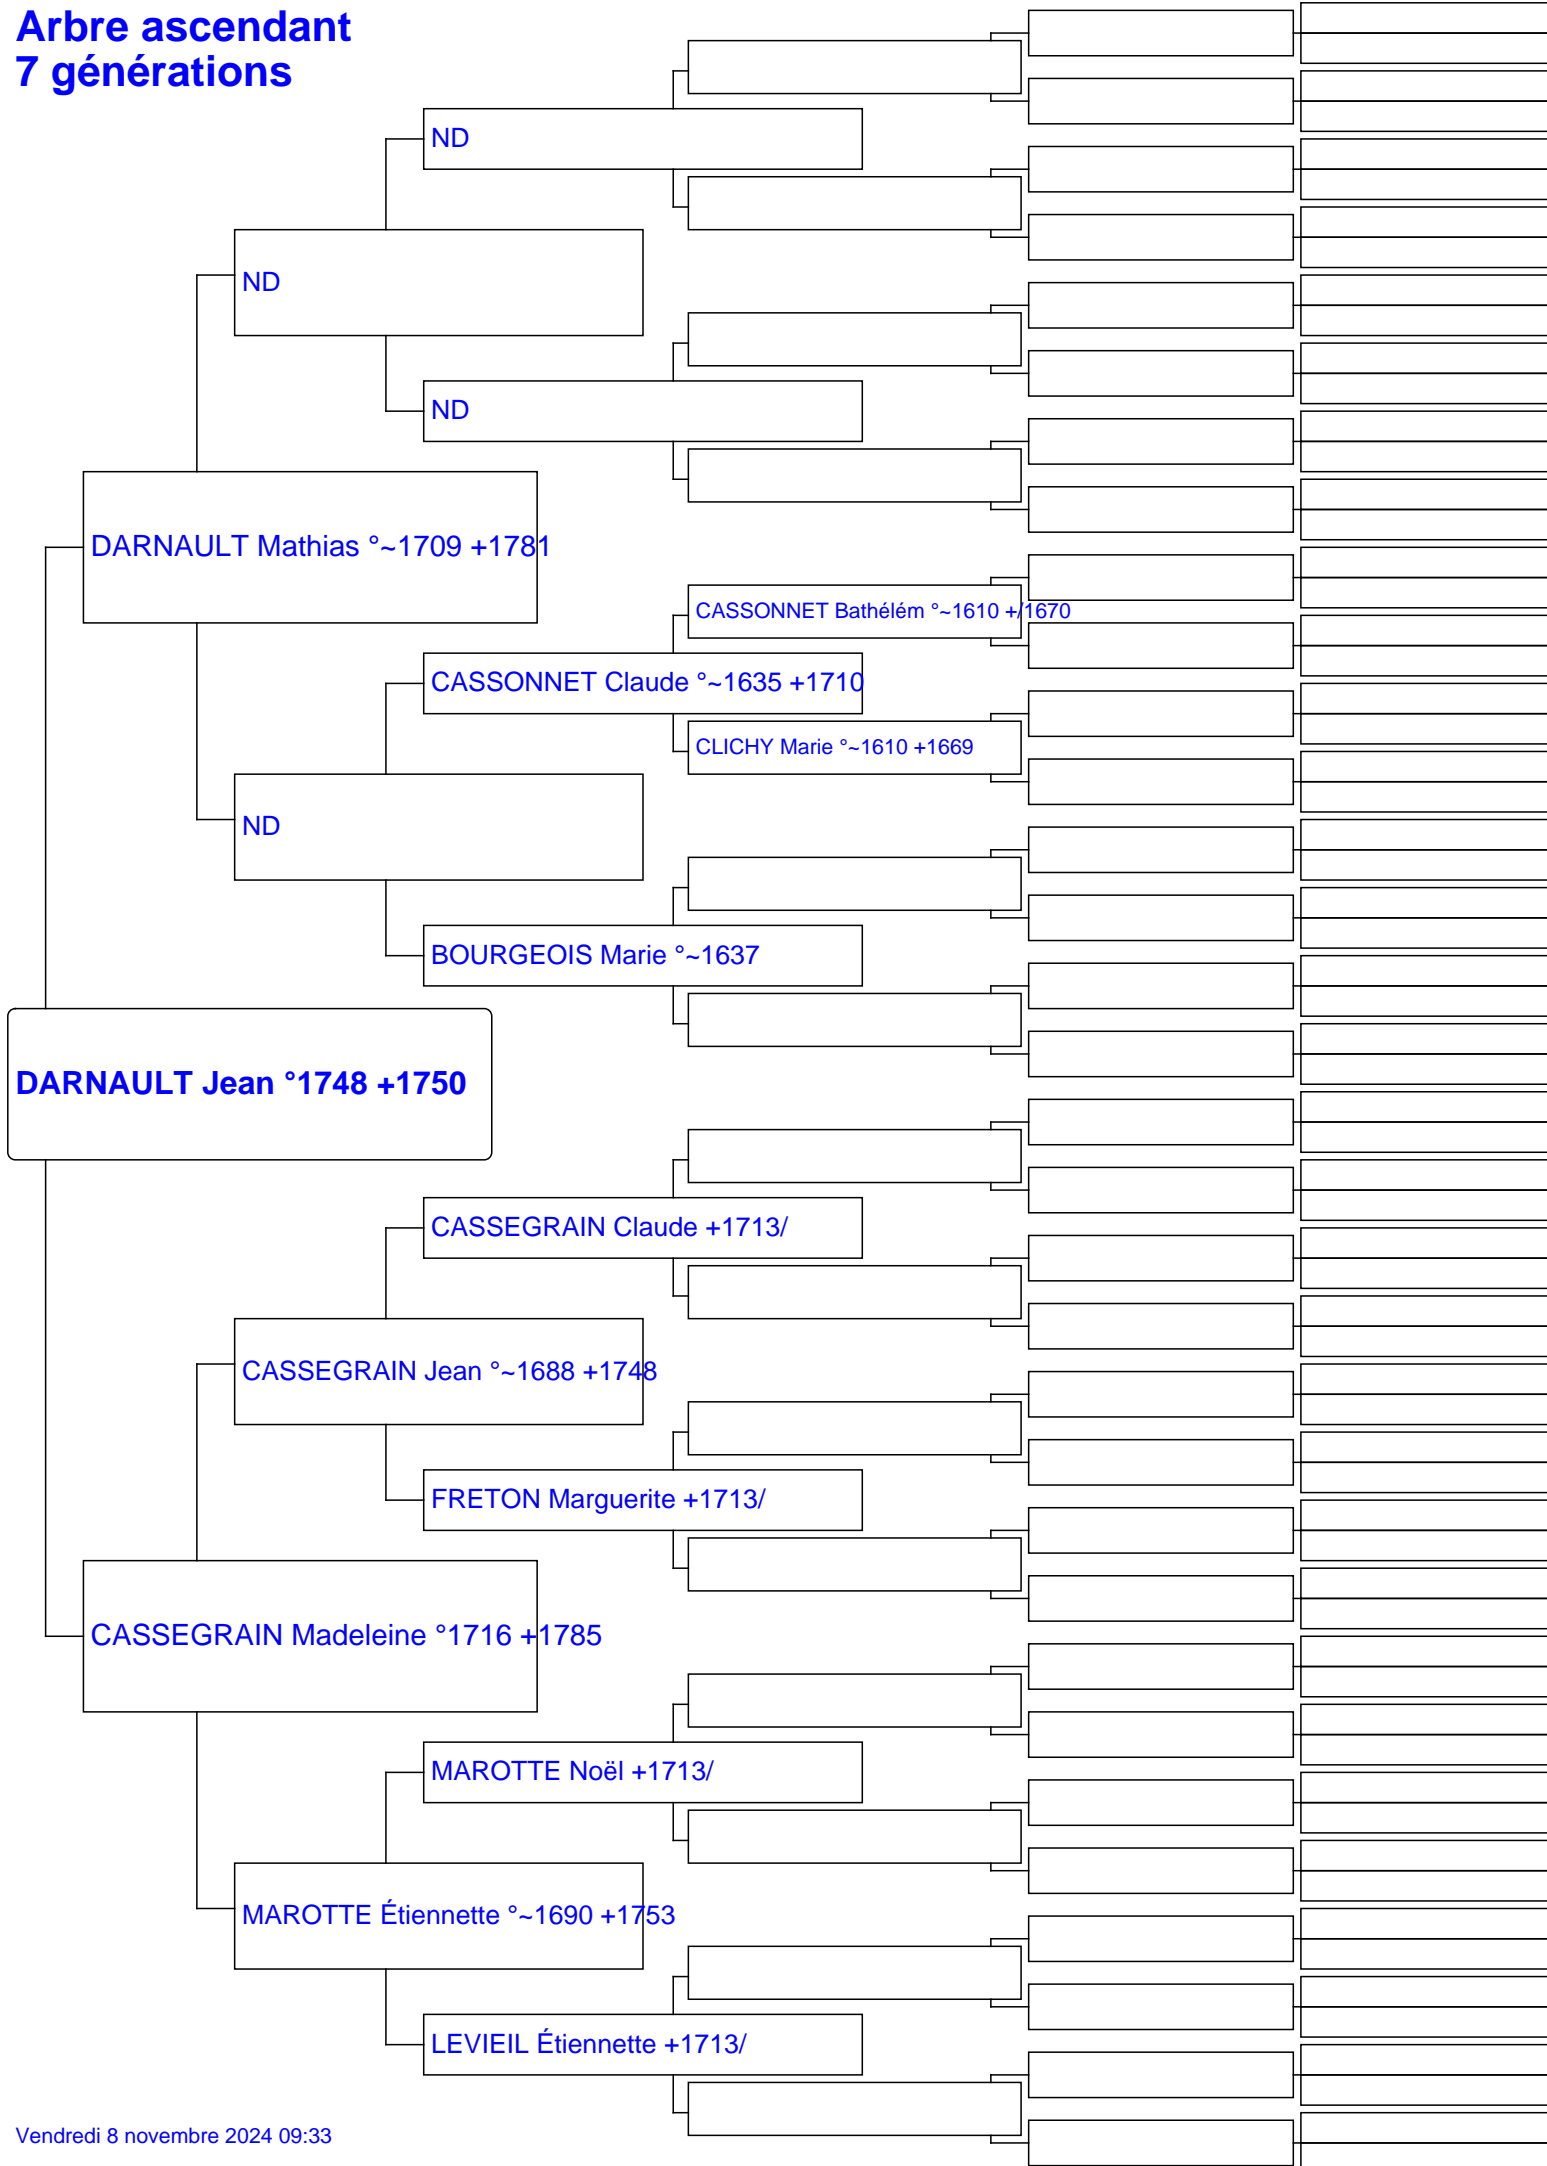 Arbre ascendant
7 générations
ND
ND
ND
DARNAULT Mathias °~1709 +1781
CASSONNET Bathélém °~1610 +/1670
CASSONNET Claude °~1635 +1710
CLICHY Marie °~1610 +1669
ND
BOURGEOIS Marie °~1637
DARNAULT Jean °1748 +1750
CASSEGRAIN Claude +1713/
CASSEGRAIN Jean °~1688 +1748
FRETON Marguerite +1713/
CASSEGRAIN Madeleine °1716 +1785
MAROTTE Noël +1713/
MAROTTE Étiennette °~1690 +1753
LEVIEIL Étiennette +1713/
Vendredi 8 novembre 2024 09:33